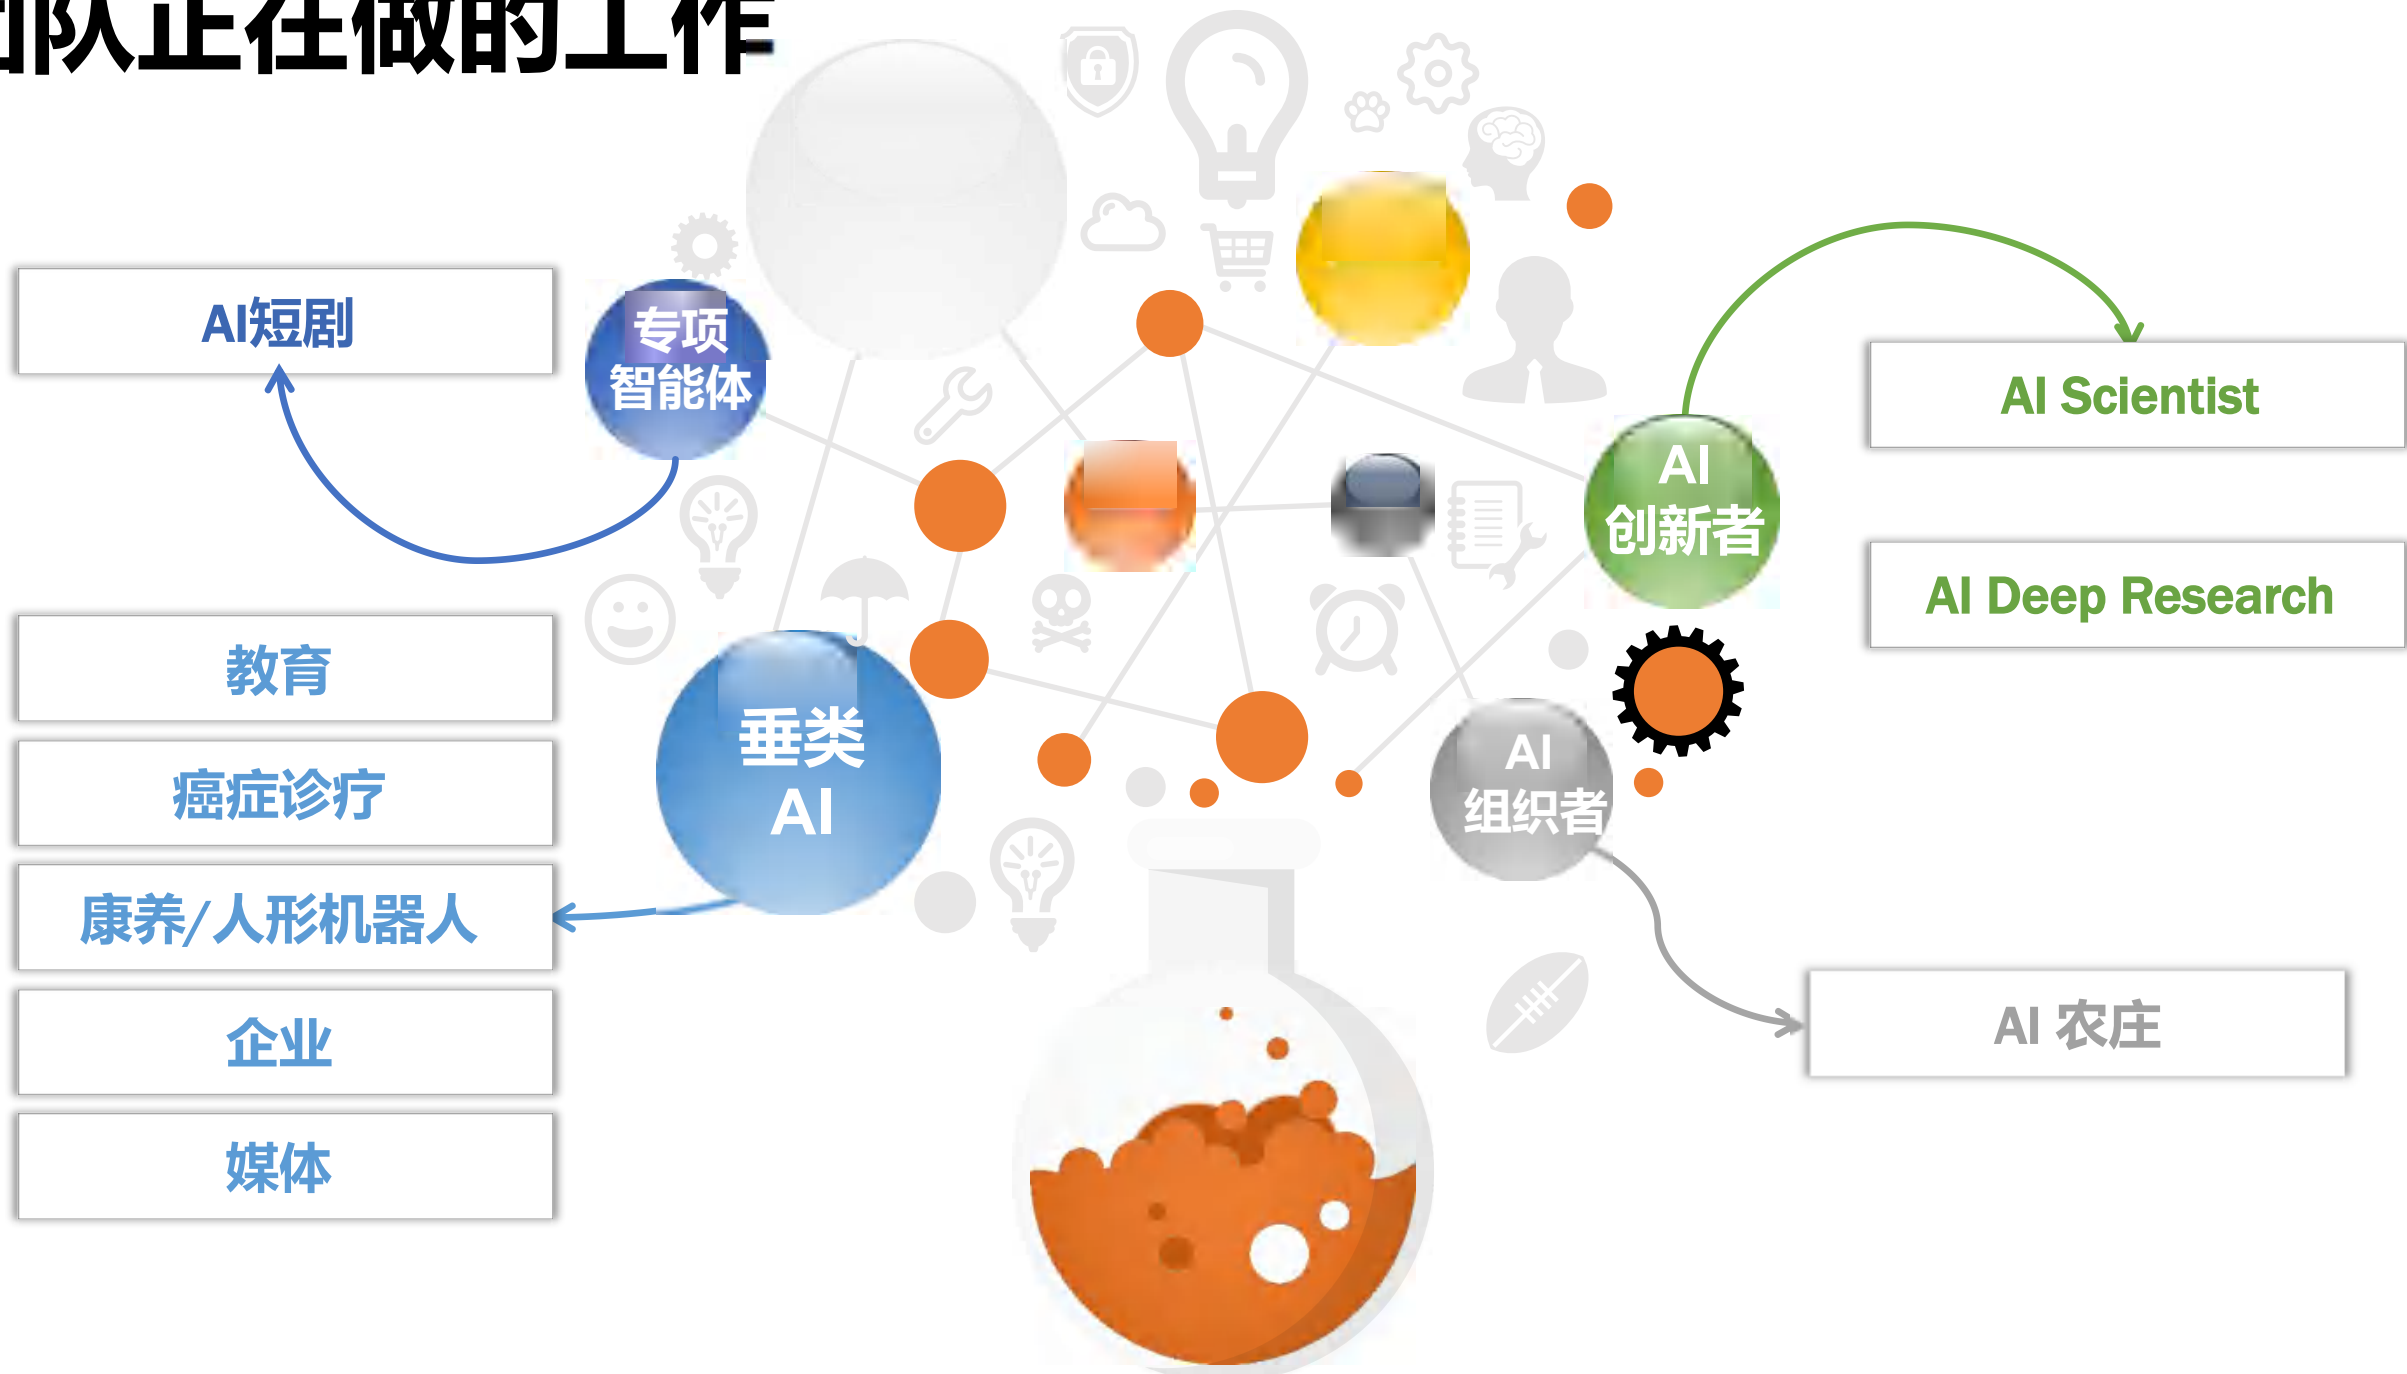 队正在做的工作
AI短剧
专项
智能体
教育
癌症诊疗
康养/人形机器人
企业
媒体
垂类
AI
AI
创新者
AI Scientist
AI Deep Research
AI
组织者
AI 农庄